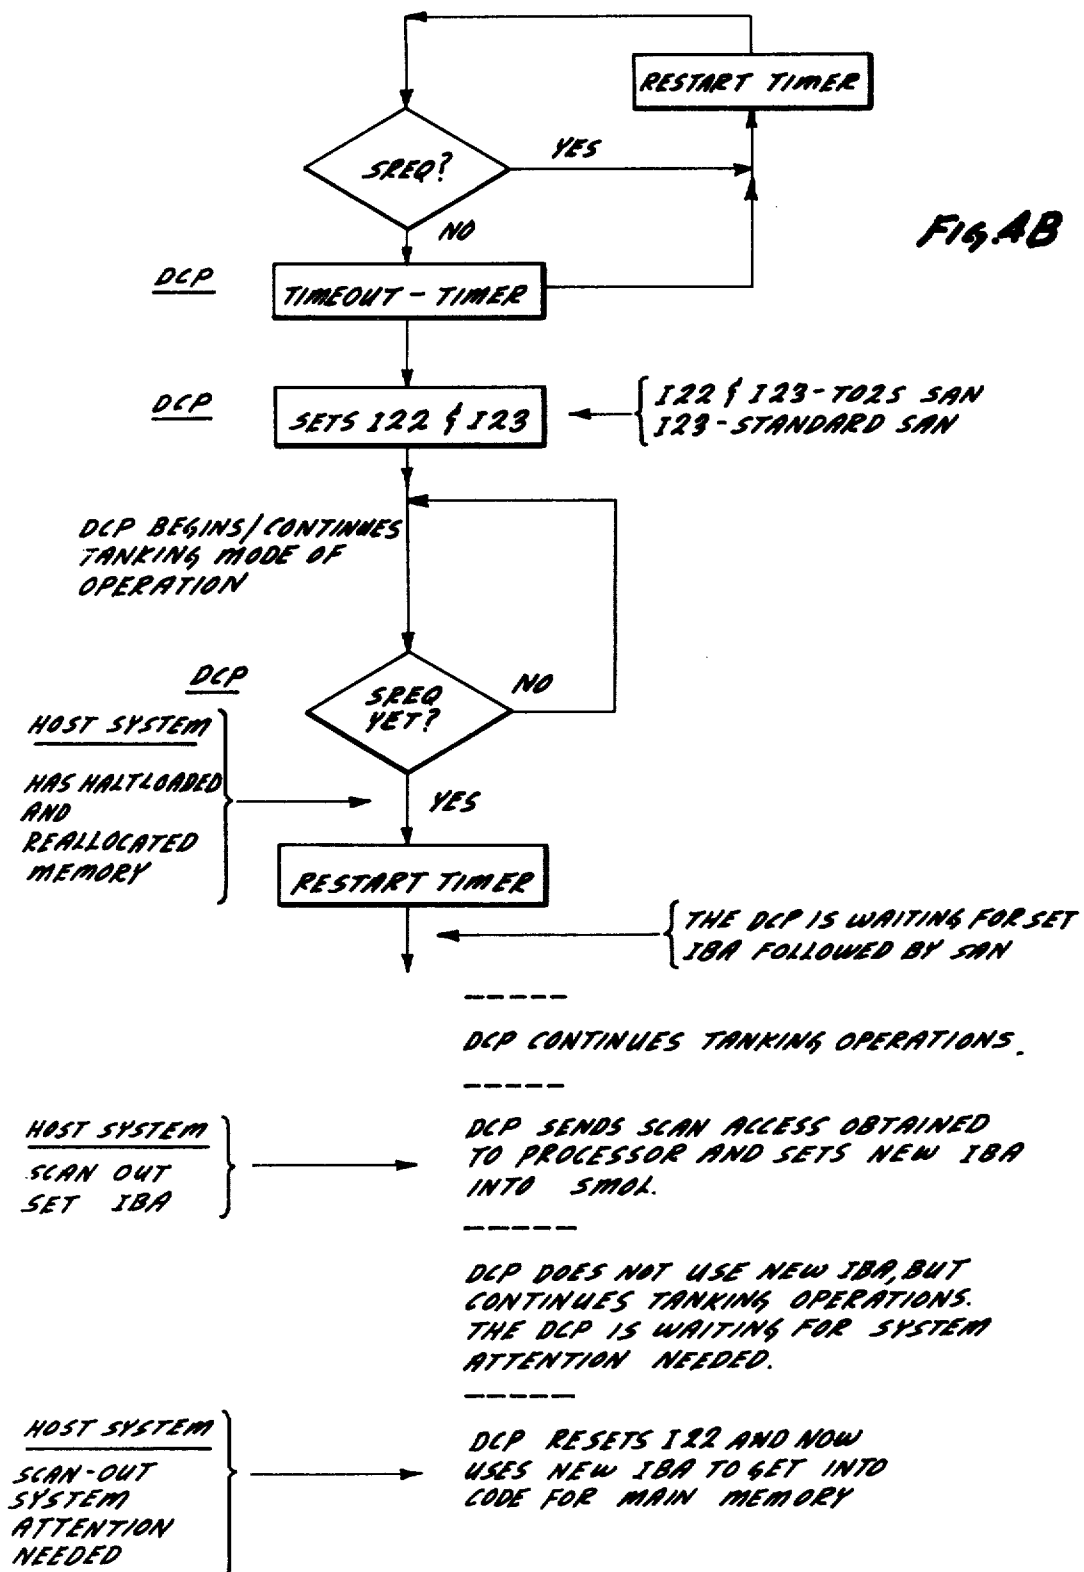 RESTART TIMER
SREQ?
YES
NO
FIG. 4B
DCP
TIMEOUT - TIMER
DCP
SETS I22 & I23
I22 & I23-TO2S SAN
I23-STANDARD SAN
DCP BEGINS/CONTINUES
TANKING MODE OF
OPERATION
DCP
SREQ
YET?
NO
HOST SYSTEM
HAS HALTLOADED
AND
REALLOCATED
MEMORY
YES
RESTART TIMER
THE DCP IS WAITING FOR SET
IBA FOLLOWED BY SAN
DCP CONTINUES TANKING OPERATIONS.
HOST SYSTEM
SCAN OUT
SET IBA
DCP SENDS SCAN ACCESS OBTAINED
TO PROCESSOR AND SETS NEW IBA
INTO SMOL.
DCP DOES NOT USE NEW IBA, BUT
CONTINUES TANKING OPERATIONS.
THE DCP IS WAITING FOR SYSTEM
ATTENTION NEEDED.
HOST SYSTEM
SCAN-OUT
SYSTEM
ATTENTION
NEEDED
DCP RESETS I22 AND NOW
USES NEW IBA TO GET INTO
CODE FOR MAIN MEMORY